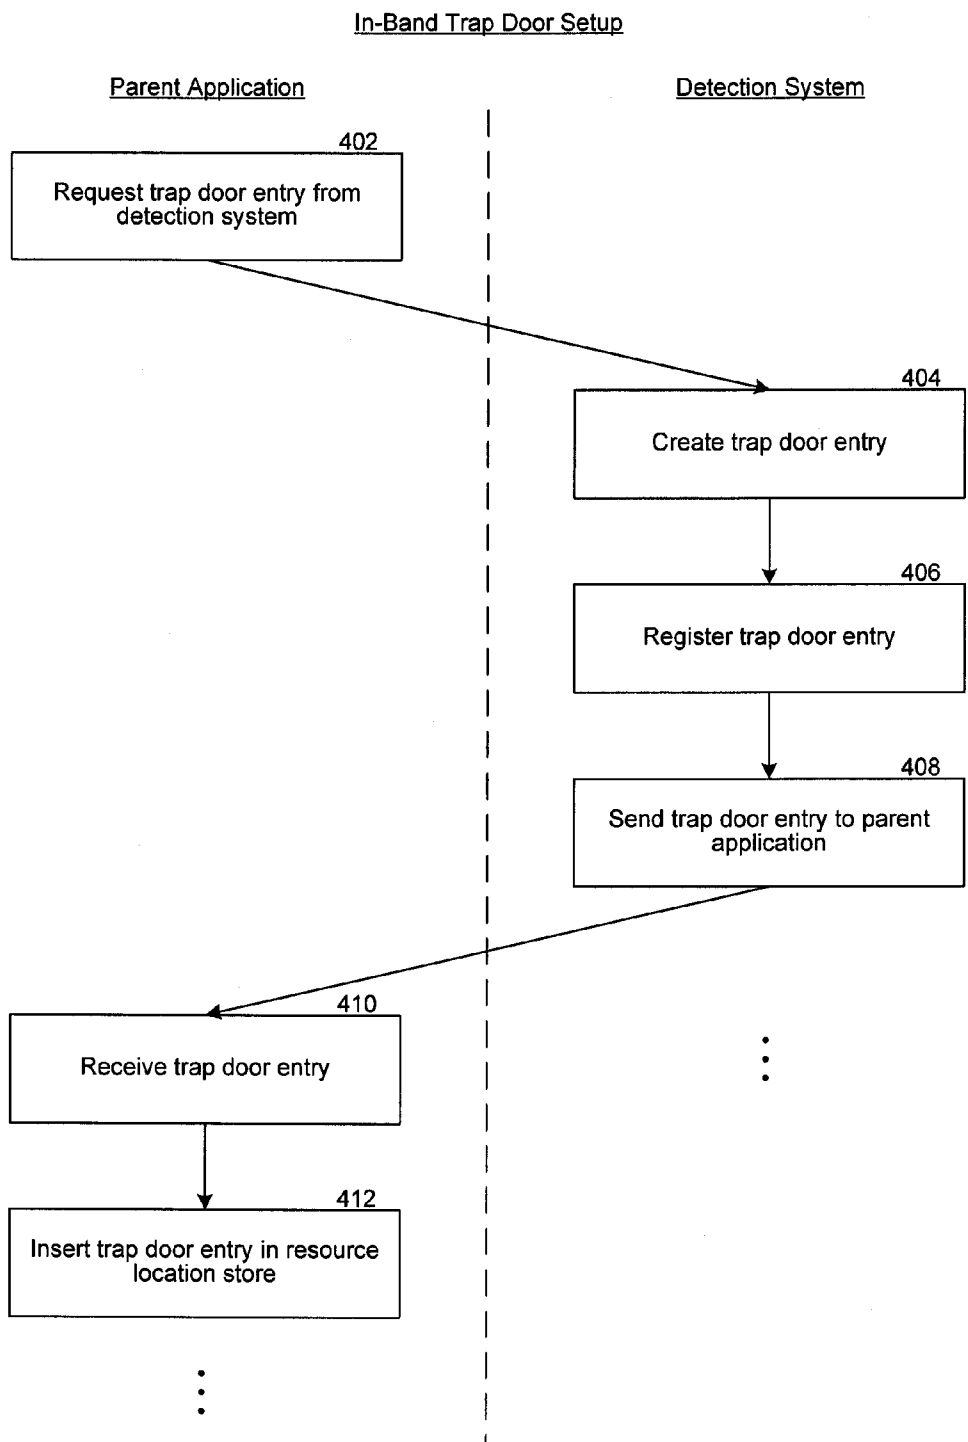 In-Band Trap Door Setup
Parent Application
Detection System
402
Request trap door entry from
detection system
404
Create trap door entry
406
Register trap door entry
408
Send trap door entry to parent
application
410
Receive trap door entry
412
Insert trap door entry in resource
location store